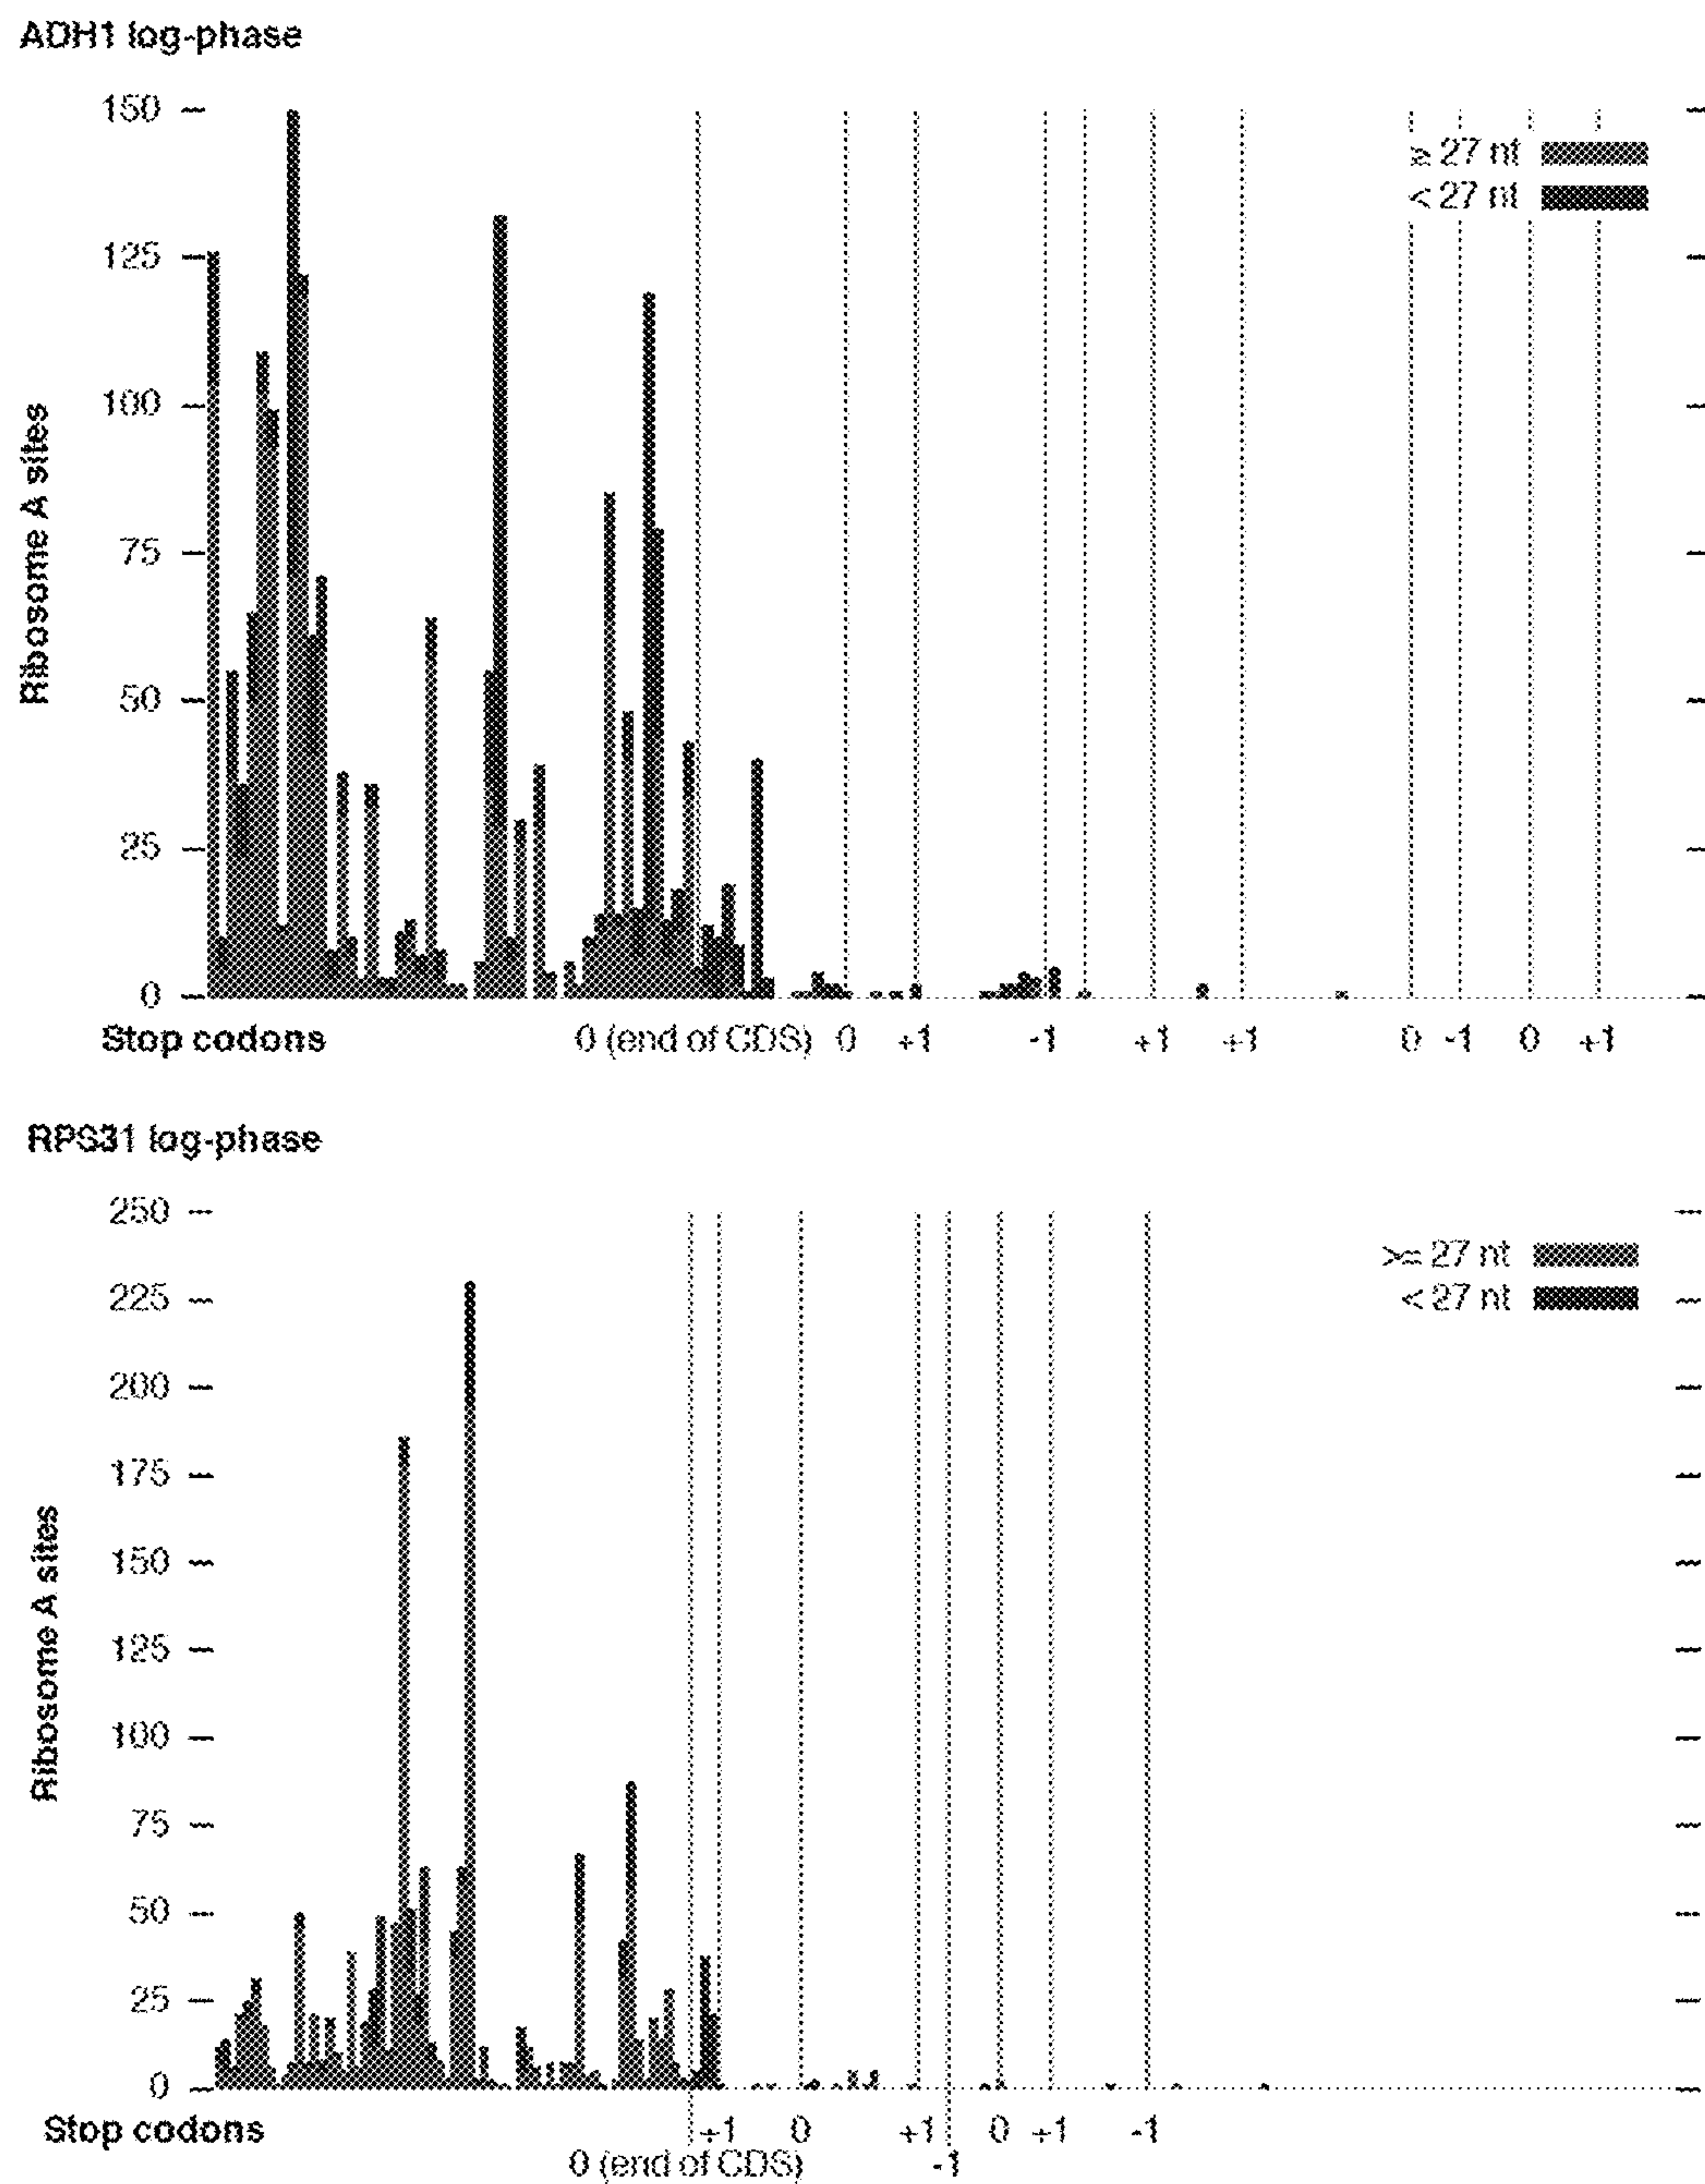 ADH1 log-phase
150
≥ 27 nt
< 27 nt
125
100
75
50
25
0
Ribosome A sites
Stop codons 0 (end of CDS) 0 +1 -1 +1 +1 0 -1 0 +1
RPS31 log-phase
250
>= 27 nt
< 27 nt
225
200
175
150
125
100
75
50
25
0
Ribosome A sites
Stop codons +1 0 +1 0 +1 -1
0 (end of CDS) -1